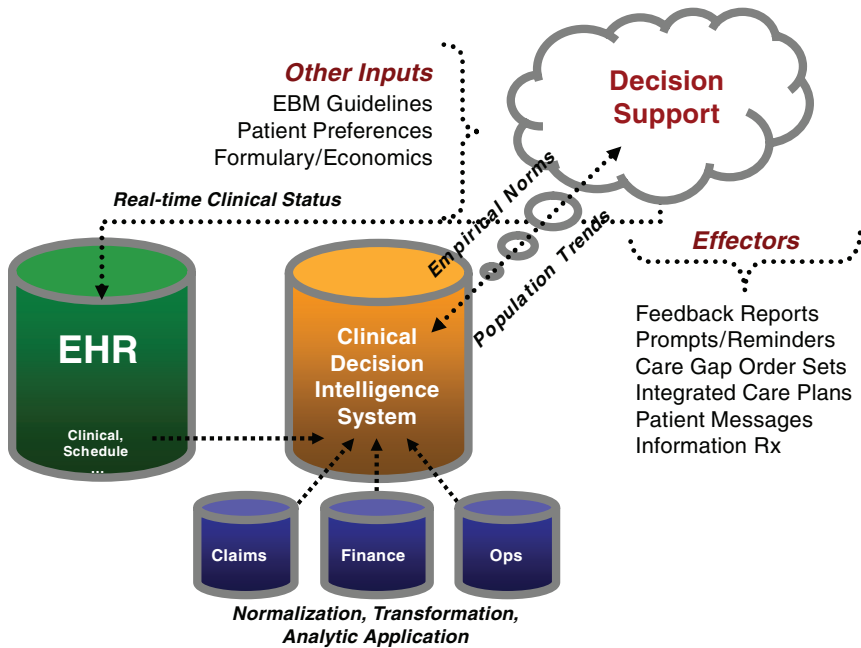 Other Inputs
EBM Guidelines
Patient Preferences
Formulary/Economics
Decision
Support
Real-time Clinical Status
Empirical Norms
Population Trends
Effectors
Feedback Reports
Prompts/Reminders
Care Gap Order Sets
Integrated Care Plans
Patient Messages
Information Rx
EHR
Clinical,
Schedule
...
Clinical
Decision
Intelligence
System
Claims
Finance
Ops
Normalization, Transformation,
Analytic Application